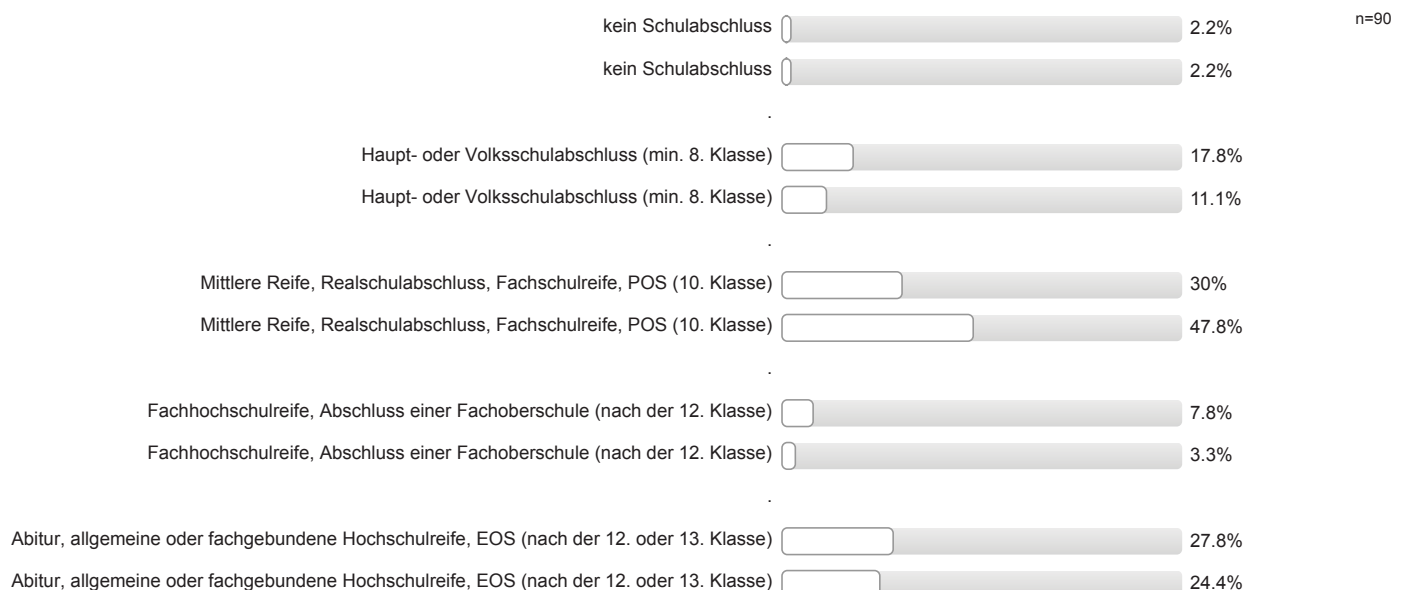 n=90
kein Schulabschluss 2.2%
kein Schulabschluss 2.2%
.
Haupt- oder Volksschulabschluss (min. 8. Klasse) 17.8%
Haupt- oder Volksschulabschluss (min. 8. Klasse) 11.1%
.
Mittlere Reife, Realschulabschluss, Fachschulreife, POS (10. Klasse) 30%
Mittlere Reife, Realschulabschluss, Fachschulreife, POS (10. Klasse) 47.8%
.
Fachhochschulreife, Abschluss einer Fachoberschule (nach der 12. Klasse) 7.8%
Fachhochschulreife, Abschluss einer Fachoberschule (nach der 12. Klasse) 3.3%
.
Abitur, allgemeine oder fachgebundene Hochschulreife, EOS (nach der 12. oder 13. Klasse) 27.8%
Abitur, allgemeine oder fachgebundene Hochschulreife, EOS (nach der 12. oder 13. Klasse) 24.4%